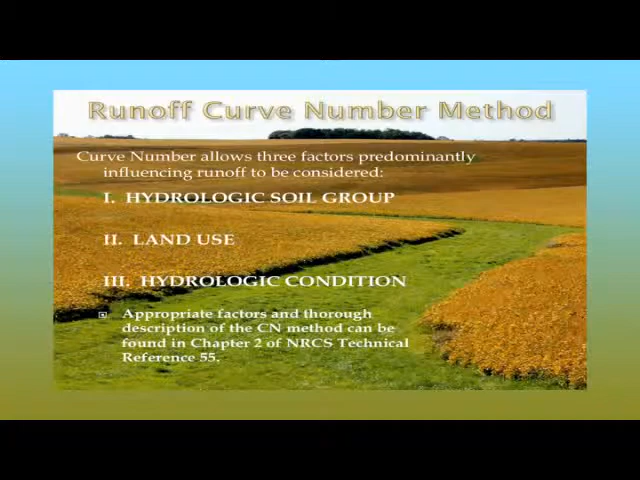 Runoff Curve Number Method
Curve Number allows three factors predominantly
influencing runoff to be considered:
I. HYDROLOGIC SOIL GROUP
II. LAND USE
III. HYDROLOGIC CONDITION
Appropriate factors and thorough
description of the CN method can be
found in Chapter 2 of NRCS Technical
Reference 55.